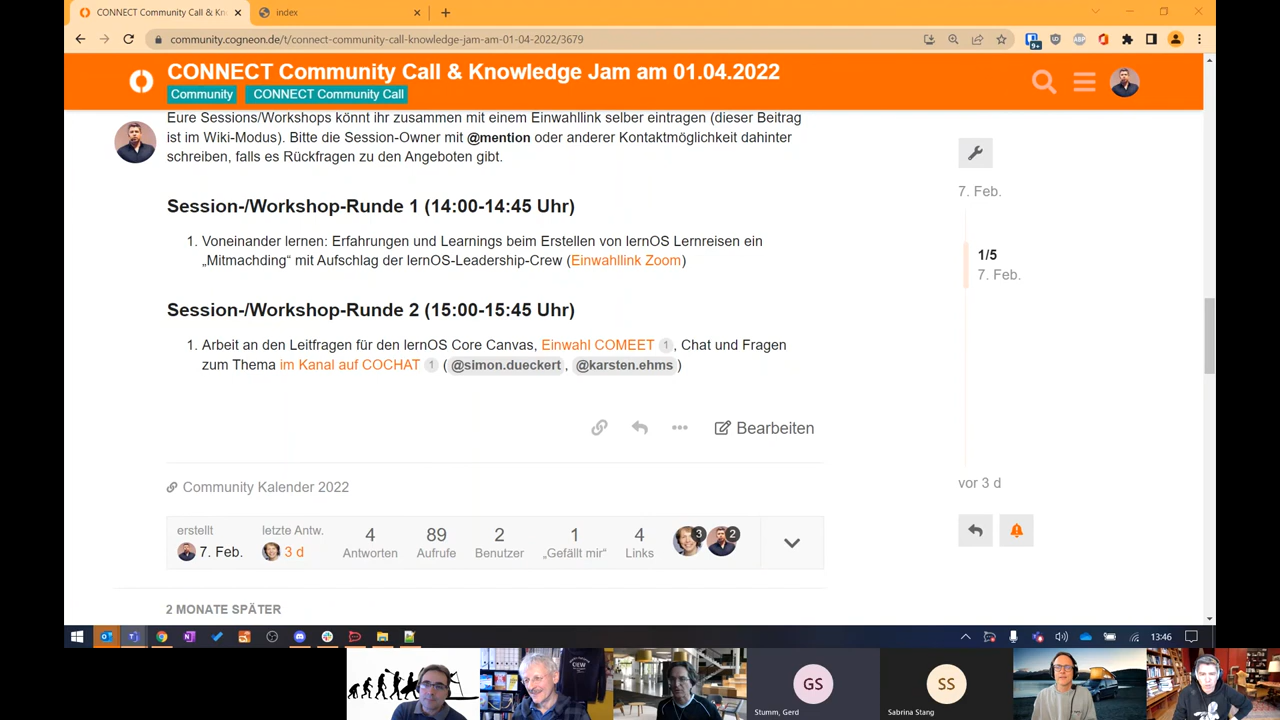 CONNECT Community Call & Kn
index
community.cogneon.de/t/connect-community-call-knowledge-jam-am-01-04-2022/3679
9+
CONNECT Community Call & Knowledge Jam am 01.04.2022
Community
CONNECT Community Call
Eure Sessions/Workshops könnt ihr zusammen mit einem Einwahllink selber eintragen (dieser Beitrag
ist im Wiki-Modus). Bitte die Session-Owner mit @mention oder anderer Kontaktmöglichkeit dahinter
schreiben, falls es Rückfragen zu den Angeboten gibt.
Session-/Workshop-Runde 1 (14:00-14:45 Uhr)
1. Voneinander lernen: Erfahrungen und Learnings beim Erstellen von lernOS Lernreisen ein
„Mitmachding“ mit Aufschlag der lernOS-Leadership-Crew (Einwahllink Zoom)
Session-/Workshop-Runde 2 (15:00-15:45 Uhr)
1. Arbeit an den Leitfragen für den lernOS Core Canvas, Einwahl COMEET 1, Chat und Fragen
zum Thema im Kanal auf COCHAT 1 (@simon.dueckert, @karsten.ehms)
Bearbeiten
7. Feb.
1/5
7. Feb.
vor 3 d
Community Kalender 2022
erstellt
7. Feb.
letzte Antw.
3 d
4
Antworten
89
Aufrufe
2
Benutzer
1
„Gefällt mir“
4
Links
3
2
2 MONATE SPÄTER
13:46
GS
Stumm, Gerd
SS
Sabrina Stang